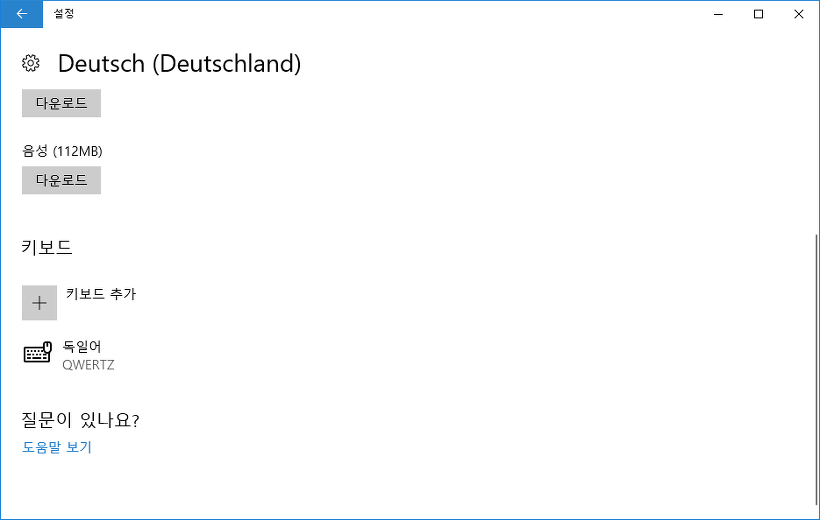 설정
Deutsch (Deutschland)
다운로드
음성 (112MB)
다운로드
키보드
키보드 추가
독일어
QWERTZ
질문이 있나요?
도움말 보기